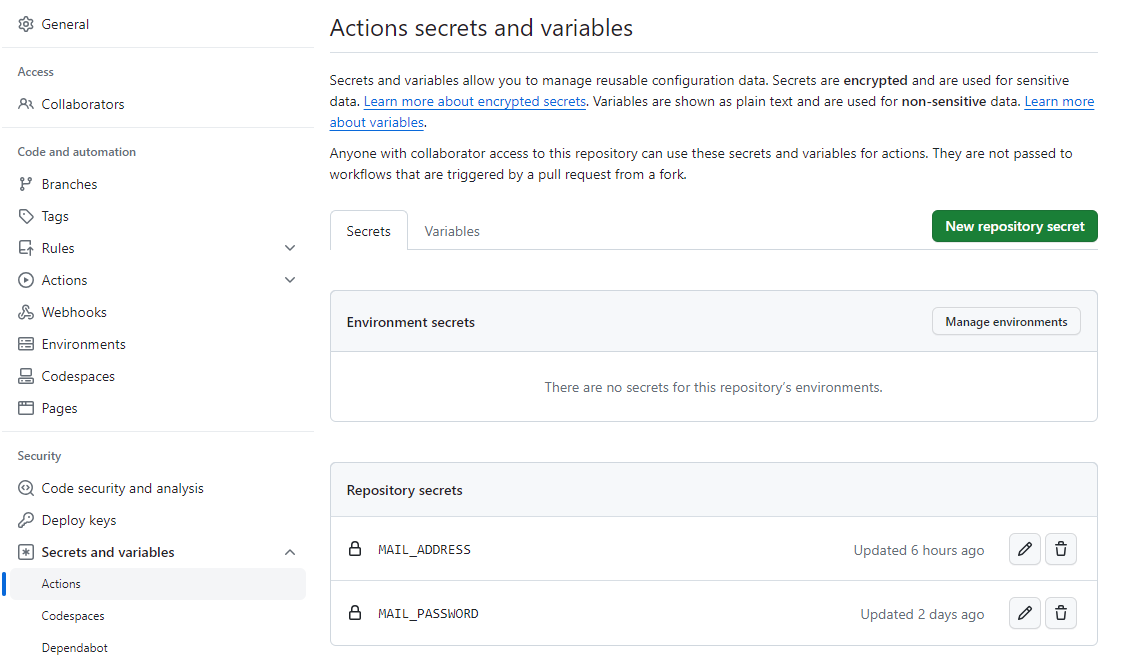 General
Access
Collaborators
Code and automation
Branches
Tags
Rules
Actions
Webhooks
Environments
Codespaces
Pages
Security
Code security and analysis
Deploy keys
Secrets and variables
Actions
Codespaces
Dependabot
Actions secrets and variables
Secrets and variables allow you to manage reusable configuration data. Secrets are encrypted and are used for sensitive
data. Learn more about encrypted secrets. Variables are shown as plain text and are used for non-sensitive data. Learn more
about variables.
Anyone with collaborator access to this repository can use these secrets and variables for actions. They are not passed to
workflows that are triggered by a pull request from a fork.
Secrets Variables New repository secret
Environment secrets Manage environments
There are no secrets for this repository's environments.
Repository secrets
MAIL_ADDRESS Updated 6 hours ago
MAIL_PASSWORD Updated 2 days ago